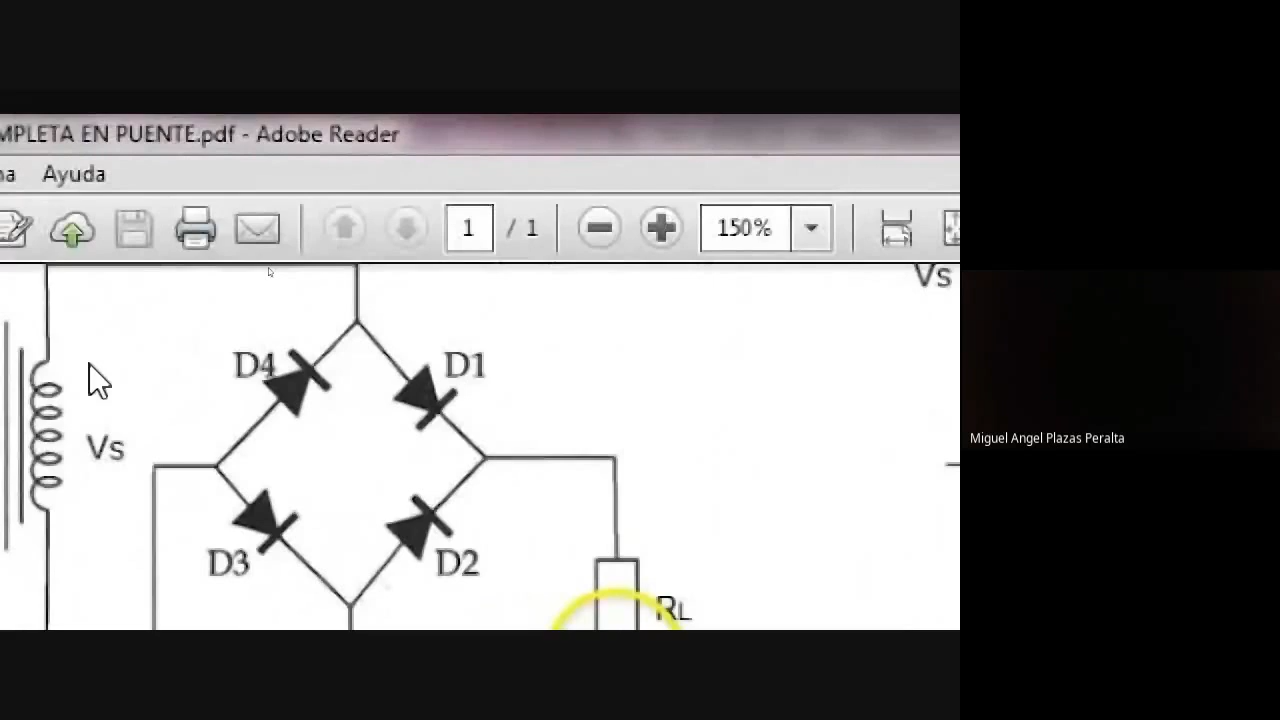 MPLETA EN PUENTE.pdf - Adobe Reader
na Ayuda
1 / 1 150%
Vs
D4 D1
Vs
Miguel Angel Plazas Peralta
D3 D2
RL